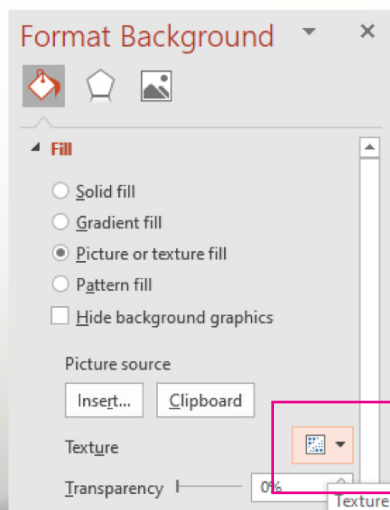 Format Background
Fill
Solid fill
Gradient fill
Picture or texture fill
Pattern fill
Hide background graphics
Picture source
Insert...
Clipboard
Texture
Transparency
0%
Texture